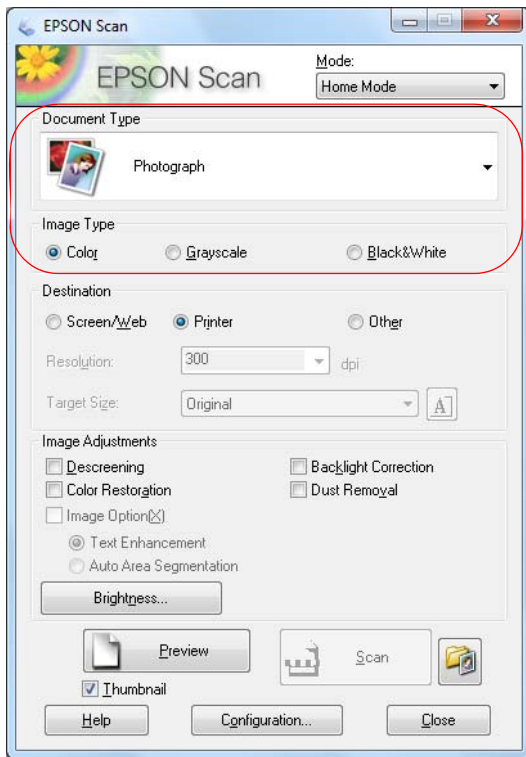 EPSON Scan
EPSON Scan
Mode:
Home Mode
Document Type
Photograph
Image Type
Color Grayscale Black&White
Destination
Screen/Web Printer Other
Resolution: 300 dpi
Target Size: Original A
Image Adjustments
Descreening Backlight Correction
Color Restoration Dust Removal
Image Option(X)
Text Enhancement
Auto Area Segmentation
Brightness...
Preview Scan
Thumbnail
Help Configuration... Close